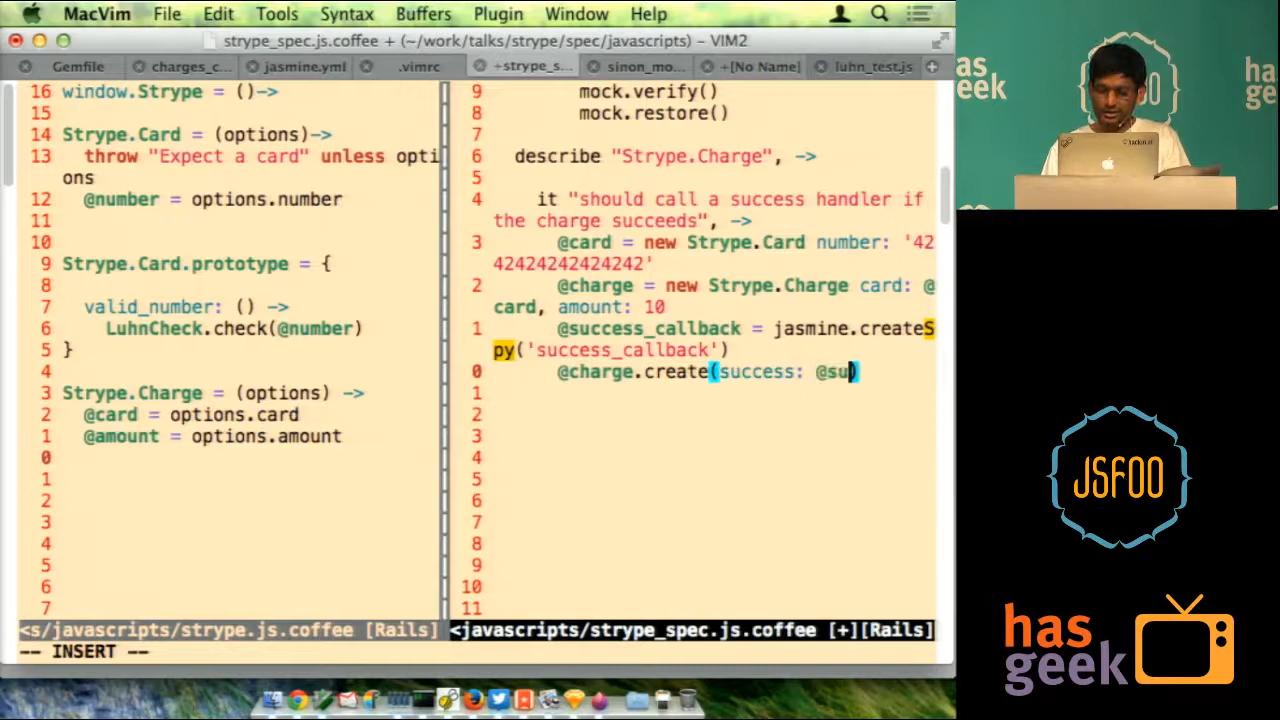 MacVim File Edit Tools Syntax Buffers Plugin Window Help
strype_spec.js.coffee + (~/work/talks/strype/spec/javascripts) - VIM2
Gemfile charges_c... jasmine.yml .vimrc +strype_s... sinon_mo... +[No Name] luhn_test.js
16 window.Strype = ()->
15
14 Strype.Card = (options)->
13 throw "Expect a card" unless opti
ons
12 @number = options.number
11
10
9 Strype.Card.prototype = {
8
7 valid_number: () ->
6 LuhnCheck.check(@number)
5 }
4
3 Strype.Charge = (options) ->
2 @card = options.card
1 @amount = options.amount
0
1
2
3
4
5
6
7
<s/javascripts/strype.js.coffee [Rails]
-- INSERT --
9 mock.verify()
8 mock.restore()
7
6 describe "Strype.Charge", ->
5
4 it "should call a success handler if
the charge succeeds", ->
3 @card = new Strype.Card number: '42
42424242424242'
2 @charge = new Strype.Charge card: @
card, amount: 10
1 @success_callback = jasmine.createS
py('success_callback')
0 @charge.create(success: @su)
1
2
3
4
5
6
7
8
9
10
11
<javascripts/strype_spec.js.coffee [+][Rails]
has
geek
has
geek
JSFOO
has
geek